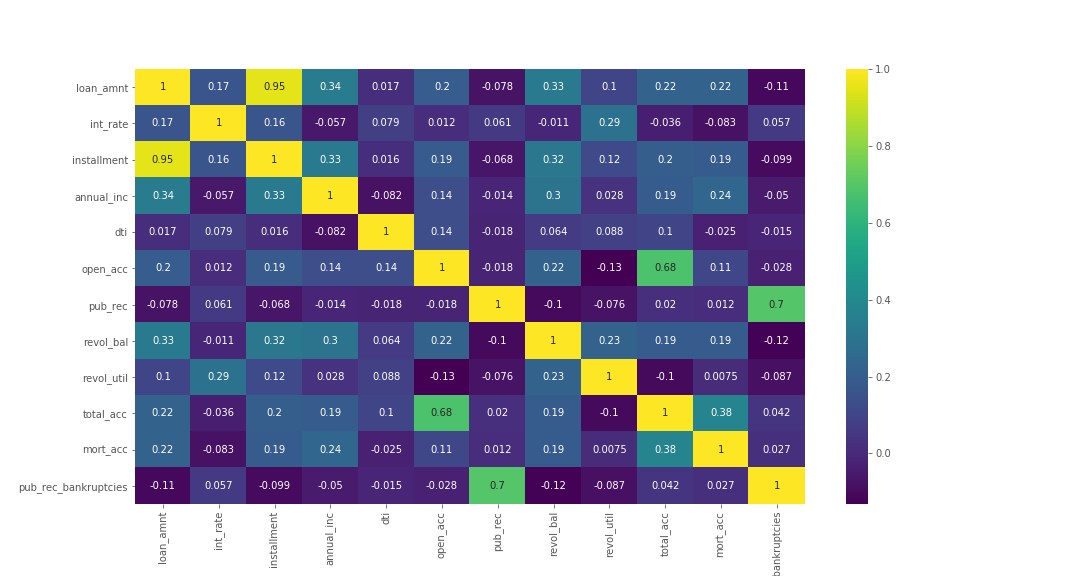 loan_amnt 1 0.17 0.95 0.34 0.017 0.2 -0.078 0.33 0.1 0.22 0.22 -0.11
int_rate 0.17 1 0.16 -0.057 0.079 0.012 0.061 -0.011 0.29 -0.036 -0.083 0.057
installment 0.95 0.16 1 0.33 0.016 0.19 -0.068 0.32 0.12 0.2 0.19 -0.099
annual_inc 0.34 -0.057 0.33 1 -0.082 0.14 -0.014 0.3 0.028 0.19 0.24 -0.05
dti 0.017 0.079 0.016 -0.082 1 0.14 -0.018 0.064 0.088 0.1 -0.025 -0.015
open_acc 0.2 0.012 0.19 0.14 0.14 1 -0.018 0.22 -0.13 0.68 0.11 -0.028
pub_rec -0.078 0.061 -0.068 -0.014 -0.018 -0.018 1 -0.1 -0.076 0.02 0.012 0.7
revol_bal 0.33 -0.011 0.32 0.3 0.064 0.22 -0.1 1 0.23 0.19 0.19 -0.12
revol_util 0.1 0.29 0.12 0.028 0.088 -0.13 -0.076 0.23 1 -0.1 0.0075 -0.087
total_acc 0.22 -0.036 0.2 0.19 0.1 0.68 0.02 0.19 -0.1 1 0.38 0.042
mort_acc 0.22 -0.083 0.19 0.24 -0.025 0.11 0.012 0.19 0.0075 0.38 1 0.027
pub_rec_bankruptcies -0.11 0.057 -0.099 -0.05 -0.015 -0.028 0.7 -0.12 -0.087 0.042 0.027 1
loan_amnt int_rate installment annual_inc dti open_acc pub_rec revol_bal revol_util total_acc mort_acc bankruptcies
1.0
0.8
0.6
0.4
0.2
0.0